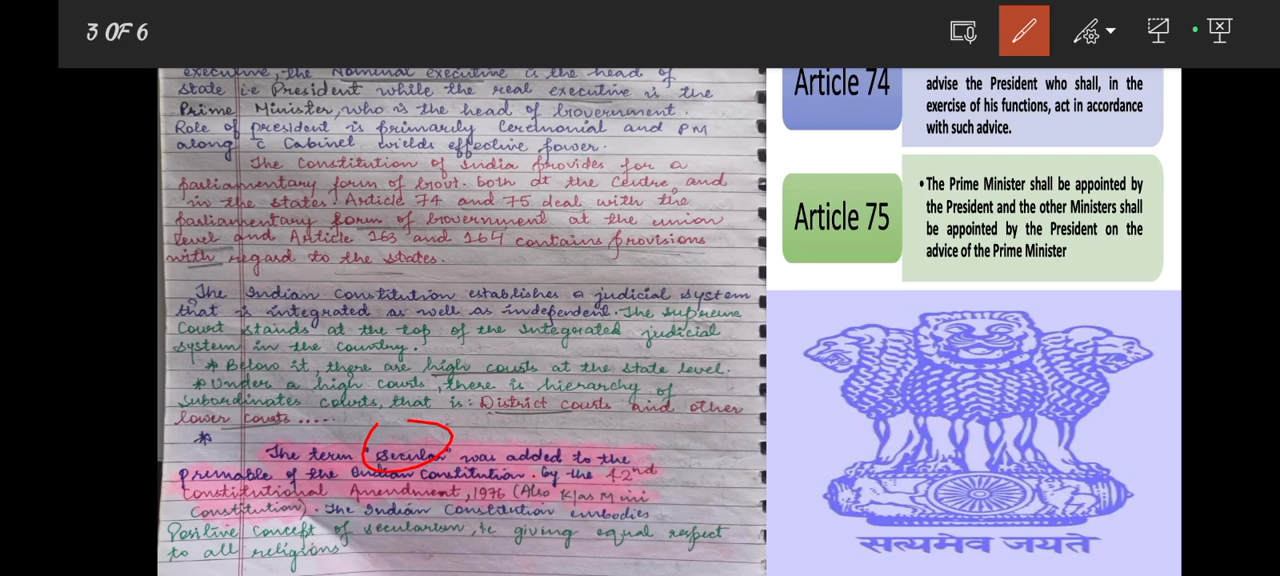 3 OF 6
executive, the Nominal executive is the head of
State i.e President while the real executive is the
Prime Minister, who is the head of Government.
Role of president is primarily Ceremonial and PM
along c Cabinet wields effective power.
The Constitution of India provides for a
parliamentary form of Govt. both at the Centre and
in the states. Article 74 and 75 deal with the
parliamentary form of Government at the union
level and Article 163 and 164 contains provisions
with regard to the states.
The Indian Constitution establishes a judicial system
that is integrated as well as independent. The Supreme
Court stands at the top of the Integrated judicial
system in the country.
* Below it, there are high courts at the state level.
* Under a high courts, there is hierarchy of
subordinates courts, that is: District courts and other
lower courts .....
*
The term "Secular" was added to the
premable of the Indian Constitution. by the 42nd
Constitutional Amendment, 1976 (Also K/as Mini
Constitution). The Indian Constitution embodies
Positive concept of secularism, i.e giving equal respect
to all religions
Article 74
advise the President who shall, in the
exercise of his functions, act in accordance
with such advice.
Article 75
•The Prime Minister shall be appointed by
the President and the other Ministers shall
be appointed by the President on the
advice of the Prime Minister
सत्यमेव जयते